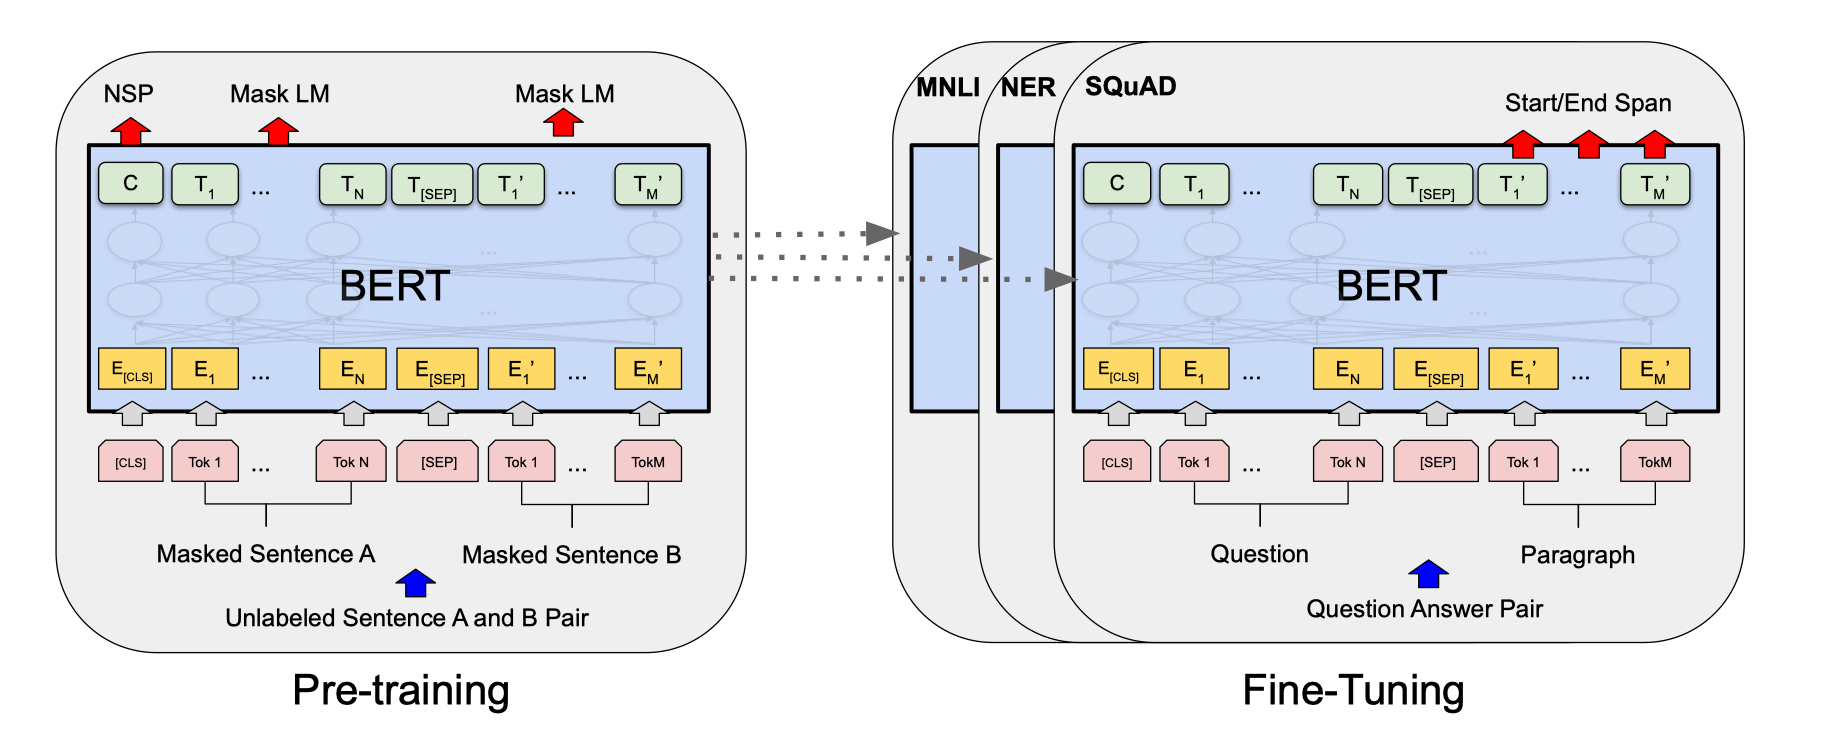 NSP Mask LM Mask LM
C T1 ... TN T[SEP] T1’ ... TM’
...
BERT
...
E[CLS] E1 ... EN E[SEP] E1’ ... EM’
[CLS] Tok 1 ... Tok N [SEP] Tok 1 ... TokM
Masked Sentence A Masked Sentence B
Unlabeled Sentence A and B Pair
Pre-training
MNLI NER SQuAD
Start/End Span
C T1 ... TN T[SEP] T1’ ... TM’
...
BERT
...
E[CLS] E1 ... EN E[SEP] E1’ ... EM’
[CLS] Tok 1 ... Tok N [SEP] Tok 1 ... TokM
Question Paragraph
Question Answer Pair
Fine-Tuning